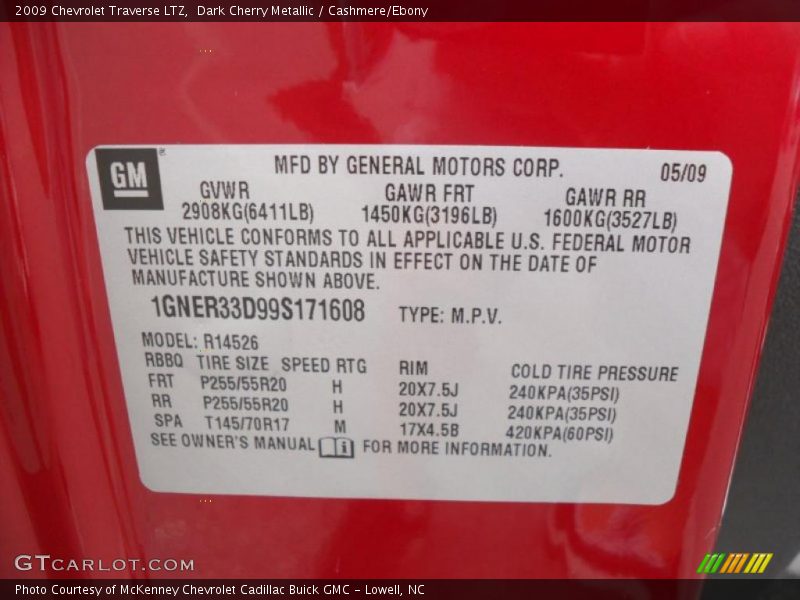 2009 Chevrolet Traverse LTZ,  Dark Cherry Metallic / Cashmere/Ebony
GM ® MFD BY GENERAL MOTORS CORP. 05/09
GVWR GAWR FRT GAWR RR
2908KG(6411LB) 1450KG(3196LB) 1600KG(3527LB)
THIS VEHICLE CONFORMS TO ALL APPLICABLE U.S. FEDERAL MOTOR
VEHICLE SAFETY STANDARDS IN EFFECT ON THE DATE OF
MANUFACTURE SHOWN ABOVE.
1GNER33D99S171608 TYPE: M.P.V.
MODEL: R14526
RBBQ TIRE SIZE SPEED RTG RIM COLD TIRE PRESSURE
FRT P255/55R20 H 20X7.5J 240KPA(35PSI)
RR P255/55R20 H 20X7.5J 240KPA(35PSI)
SPA T145/70R17 M 17X4.5B 420KPA(60PSI)
SEE OWNER'S MANUAL i FOR MORE INFORMATION.
GTCARLOT.COM
Photo Courtesy of McKenney Chevrolet Cadillac Buick GMC - Lowell, NC